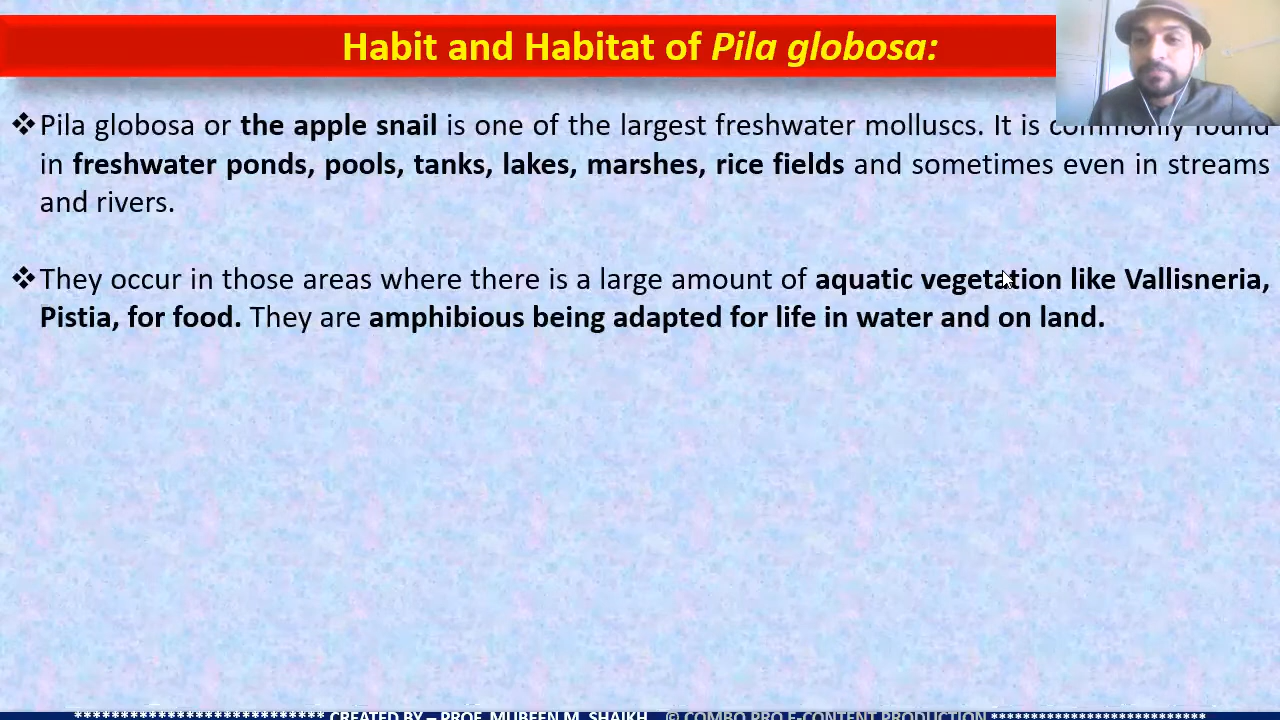 Habit and Habitat of Pila globosa:
❖Pila globosa or the apple snail is one of the largest freshwater molluscs. It is commonly found
in freshwater ponds, pools, tanks, lakes, marshes, rice fields and sometimes even in streams
and rivers.
❖They occur in those areas where there is a large amount of aquatic vegetation like Vallisneria,
Pistia, for food. They are amphibious being adapted for life in water and on land.
************************** CREATED BY – PROF. MUBEEN M. SHAIKH © COMBO PRO E-CONTENT PRODUCTION **************************